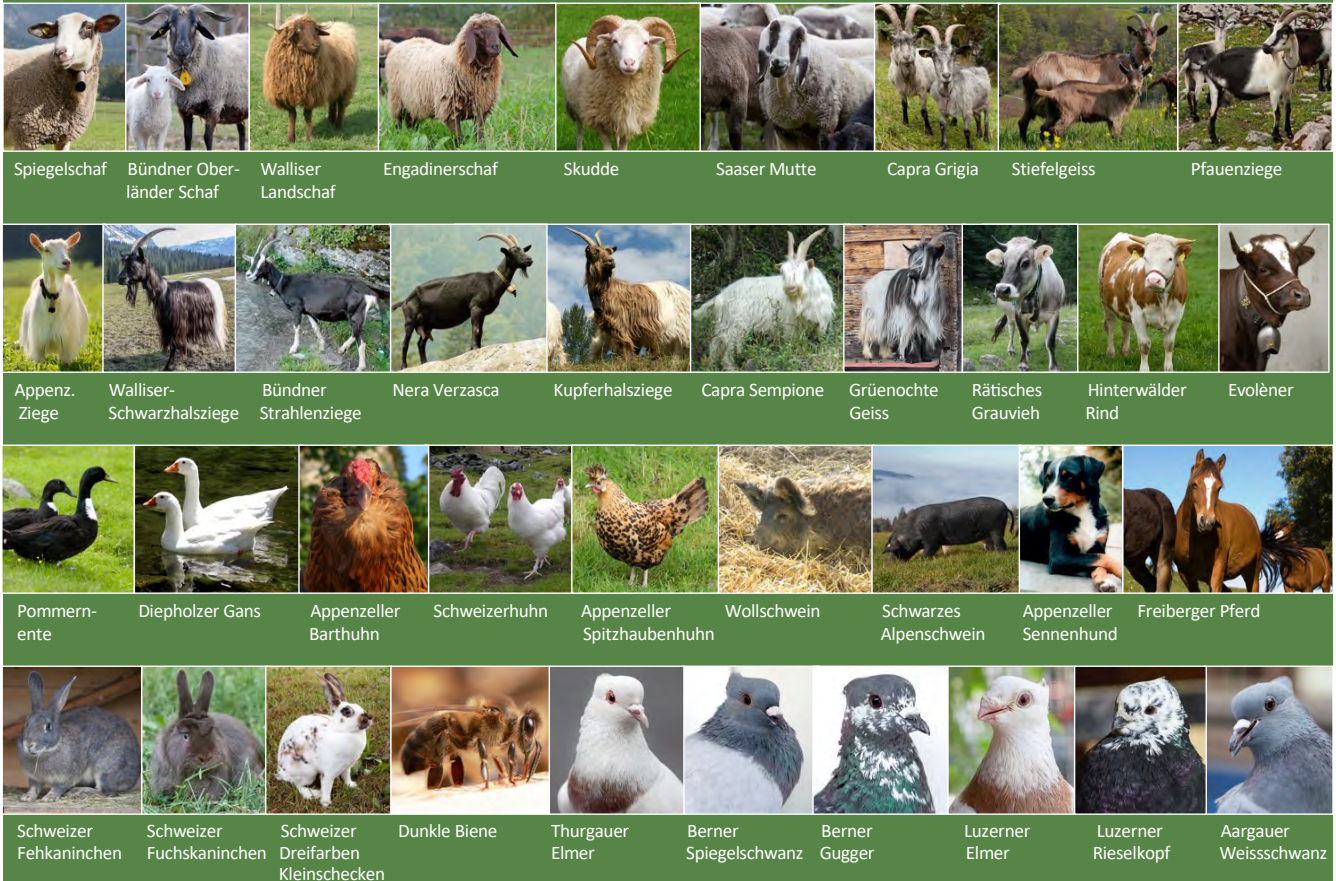 Spiegelschaf
Bündner Ober-
länder Schaf
Walliser
Landschaf
Engadinerschaf
Skudde
Saaser Mutte
Capra Grigia
Stiefelgeiss
Pfauenziege
Appenz.
Ziege
Walliser-
Schwarzhalsziege
Bündner
Strahlenziege
Nera Verzasca
Kupferhalsziege
Capra Sempione
Grüenochte
Geiss
Rätisches
Grauvieh
Hinterwälder
Rind
Evolèner
Pommern-
ente
Diepholzer Gans
Appenzeller
Barthuhn
Schweizerhuhn
Appenzeller
Spitzhaubenhuhn
Wollschwein
Schwarzes
Alpenschwein
Appenzeller
Sennenhund
Freiberger Pferd
Schweizer
Fehkaninchen
Schweizer
Fuchskaninchen
Schweizer
Dreifarben
Kleinschecken
Dunkle Biene
Thurgauer
Elmer
Berner
Spiegelschwanz
Berner
Gugger
Luzerner
Elmer
Luzerner
Rieselkopf
Aargauer
Weissschwanz